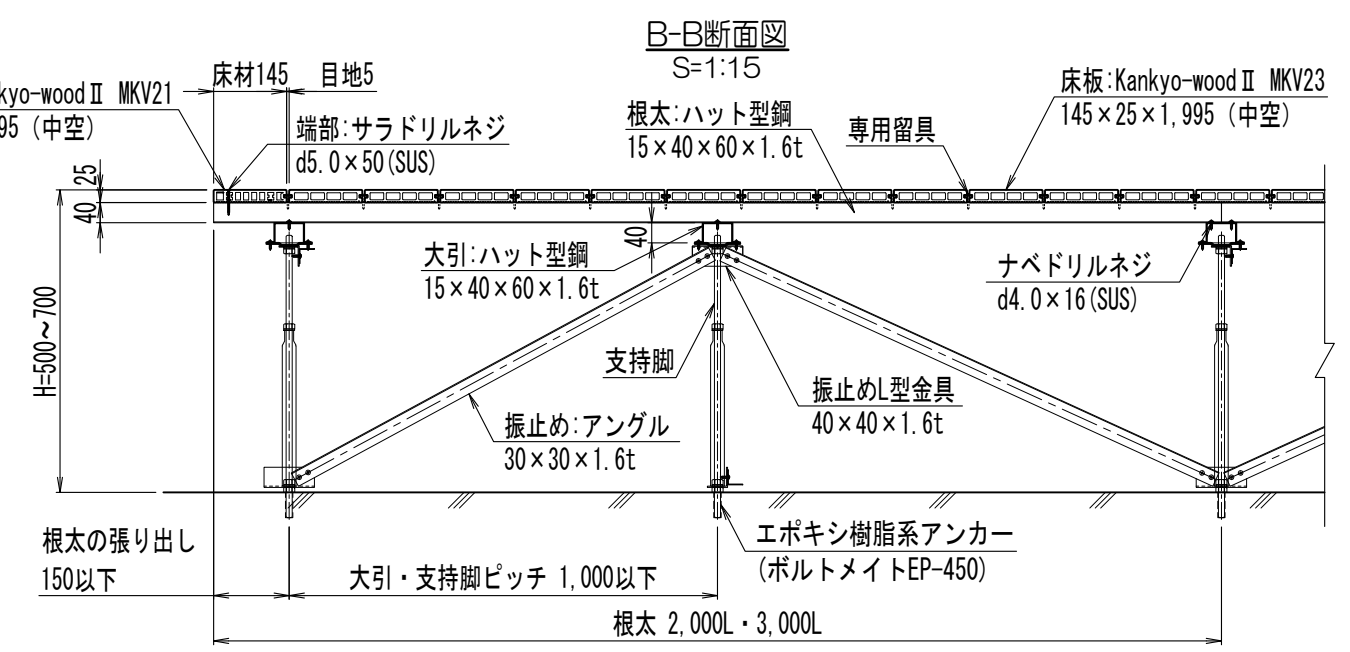 B-B断面図
S=1:15
床材145 目地5
kyo-woodⅡ MKV21
95 (中空)
端部:サラドリルネジ
d5.0×50(SUS)
根太:ハット型鋼
15×40×60×1.6t
専用留具
床板:Kankyo-woodⅡ MKV23
145×25×1,995 (中空)
25
40
40
大引:ハット型鋼
15×40×60×1.6t
ナベドリルネジ
d4.0×16(SUS)
H=500~700
支持脚
振止めL型金具
40×40×1.6t
振止め:アングル
30×30×1.6t
エポキシ樹脂系アンカー
(ボルトメイトEP-450)
根太の張り出し
150以下
大引・支持脚ピッチ 1,000以下
根太 2,000L・3,000L